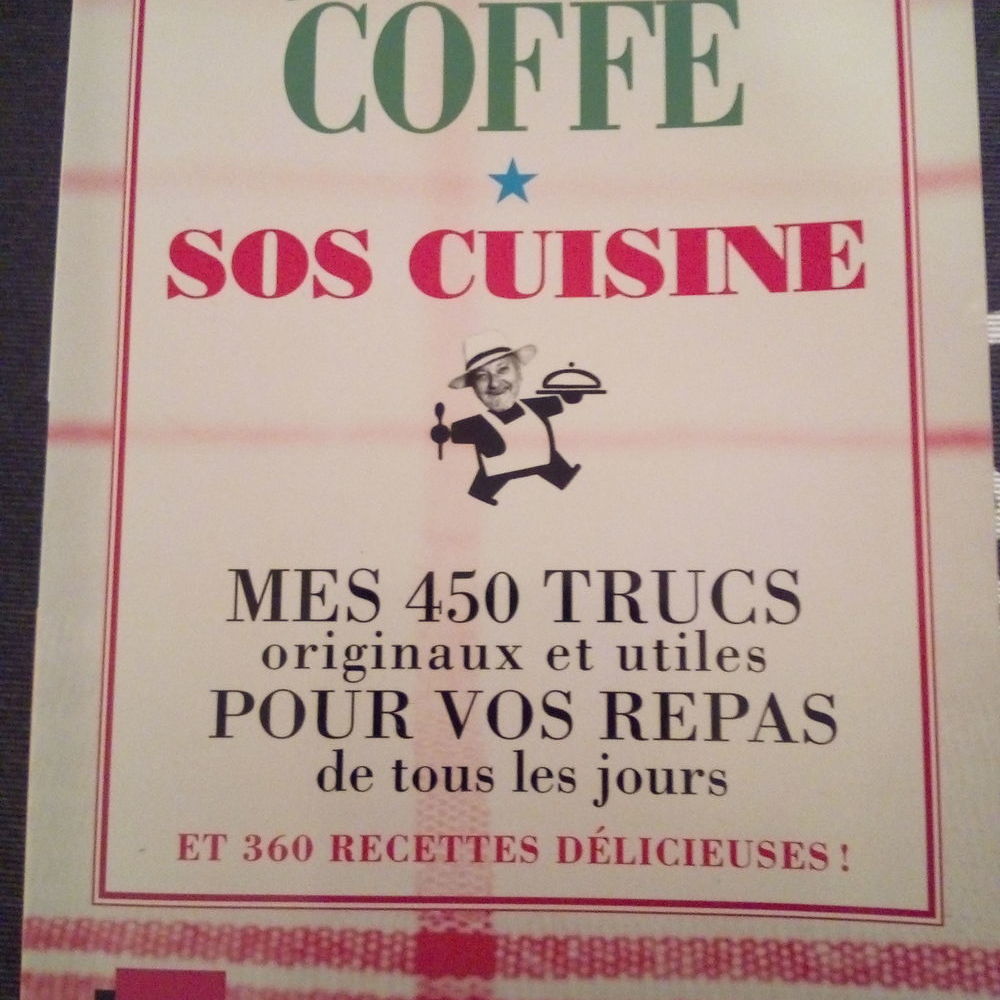 COFFE
SOS CUISINE
MES 450 TRUCS
originaux et utiles
POUR VOS REPAS
de tous les jours
ET 360 RECETTES DÉLICIEUSES !